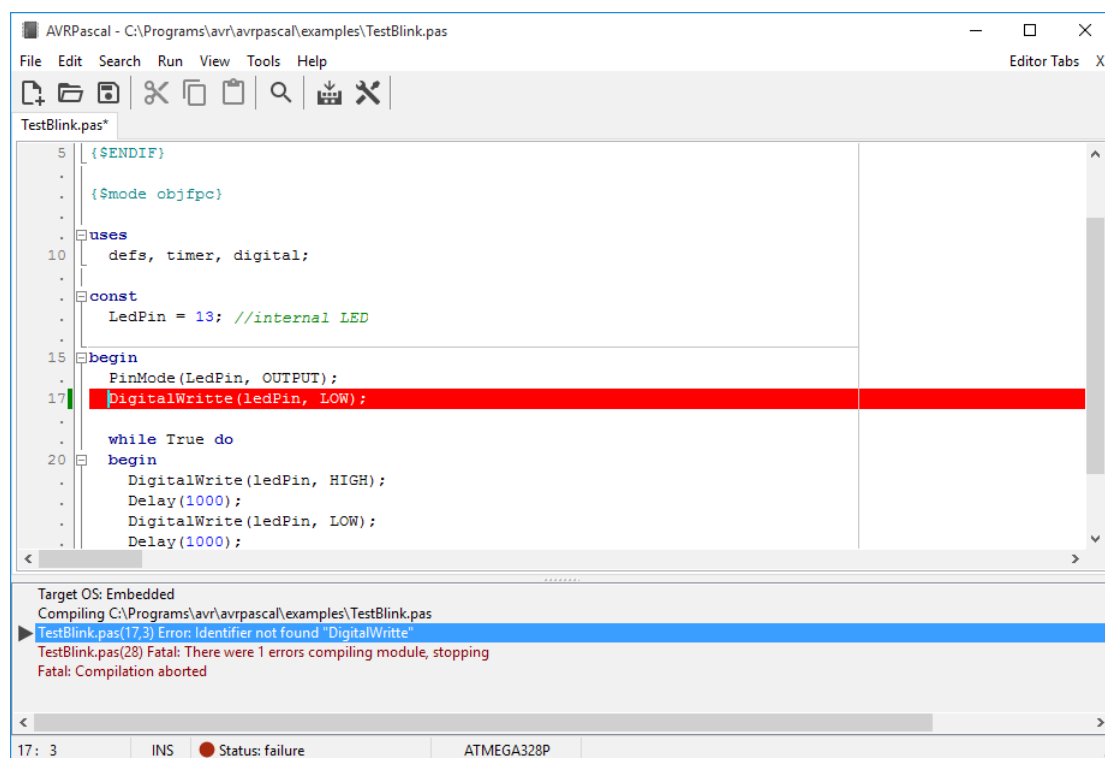 AVRPascal - C:\Programs\avr\avrpascal\examples\TestBlink.pas
File Edit Search Run View Tools Help Editor Tabs X
TestBlink.pas*
5 {$ENDIF}
.
. {$mode objfpc}
.
. uses
10 defs, timer, digital;
.
. const
. LedPin = 13; //internal LED
.
15 begin
. PinMode(LedPin, OUTPUT);
17 DigitalWritte(ledPin, LOW);
.
. while True do
20 begin
. DigitalWrite(ledPin, HIGH);
. Delay(1000);
. DigitalWrite(ledPin, LOW);
. Delay(1000);
Target OS: Embedded
Compiling C:\Programs\avr\avrpascal\examples\TestBlink.pas
TestBlink.pas(17,3) Error: Identifier not found "DigitalWritte"
TestBlink.pas(28) Fatal: There were 1 errors compiling module, stopping
Fatal: Compilation aborted
17: 3 INS Status: failure ATMEGA328P